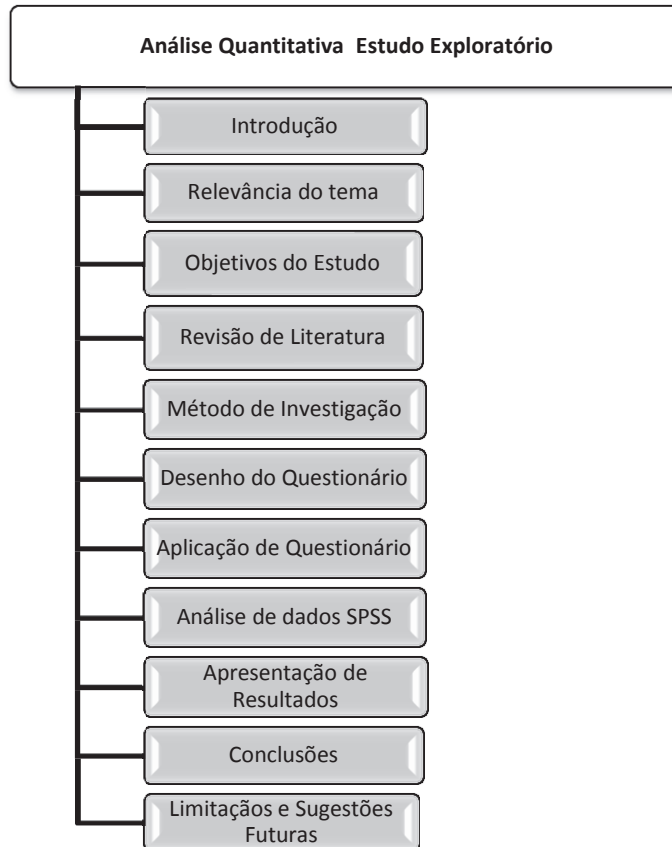 Análise Quantitativa Estudo Exploratório
Introdução
Relevância do tema
Objetivos do Estudo
Revisão de Literatura
Método de Investigação
Desenho do Questionário
Aplicação de Questionário
Análise de dados SPSS
Apresentação de
Resultados
Conclusões
Limitaçãos e Sugestões
Futuras